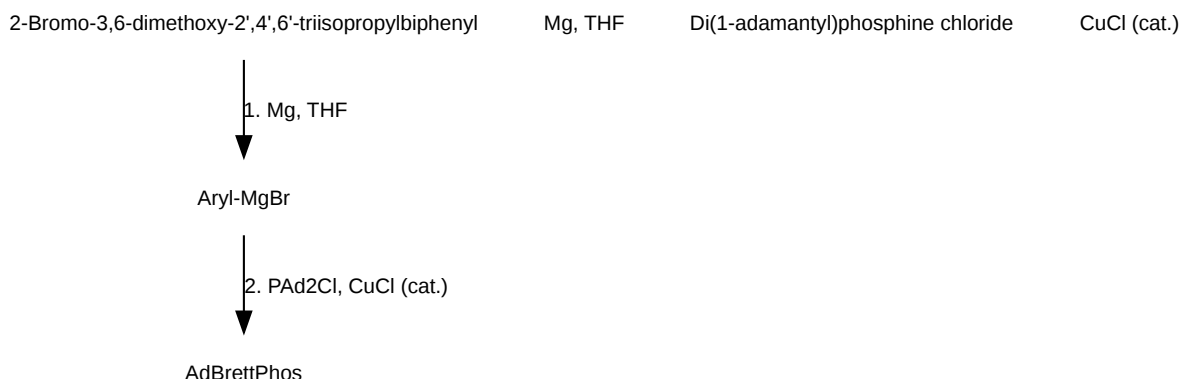 2-Bromo-3,6-dimethoxy-2',4',6'-triisopropylbiphenyl Mg, THF Di(1-adamantyl)phosphine chloride CuCl (cat.)
1. Mg, THF
Aryl-MgBr
2. PAd2Cl, CuCl (cat.)
AdBrettPhos